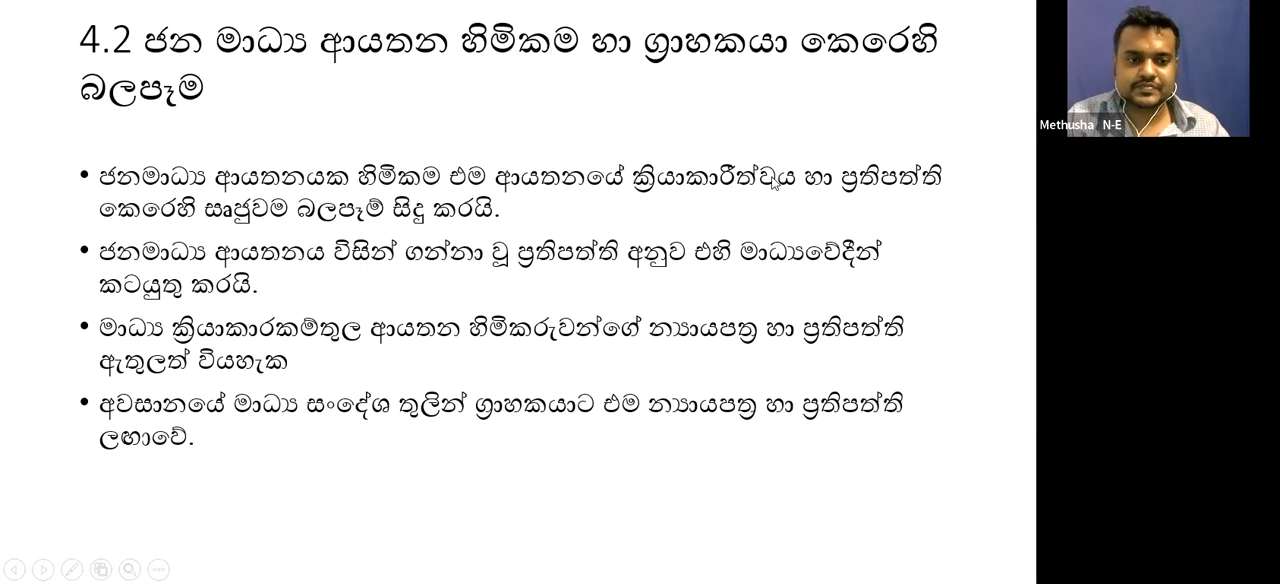 4.2 ජන මාධ්‍ය ආයතන හිමිකම හා ග්‍රාහකයා කෙරෙහි
බලපෑම
• ජනමාධ්‍ය ආයතනයක හිමිකම එම ආයතනයේ ක්‍රියාකාරීත්වය හා ප්‍රතිපත්ති
කෙරෙහි සෘජුවම බලපෑම් සිදු කරයි.
• ජනමාධ්‍ය ආයතනය විසින් ගන්නා වූ ප්‍රතිපත්ති අනුව එහි මාධ්‍යවේදීන්
කටයුතු කරයි.
• මාධ්‍ය ක්‍රියාකාරකම්තුල ආයතන හිමිකරුවන්ගේ න්‍යායපත්‍ර හා ප්‍රතිපත්ති
ඇතුලත් වියහැක
• අවසානයේ මාධ්‍ය සංදේශ තුලින් ග්‍රාහකයාට එම න්‍යායපත්‍ර හා ප්‍රතිපත්ති
ලඟාවේ.
Methusha N-E